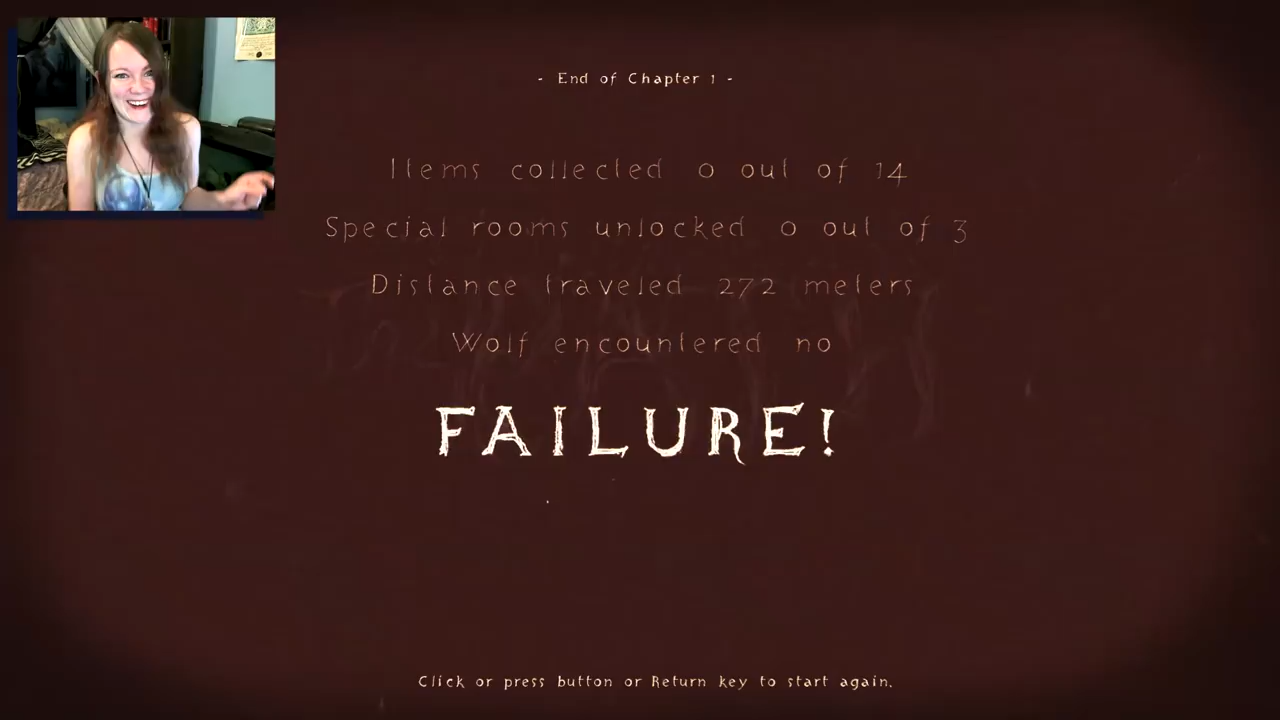 - End of Chapter 1 -
Items collected 0 out of 14
Special rooms unlocked 0 out of 3
Distance traveled 272 meters
Wolf encountered no
FAILURE!
Click or press button or Return key to start again.